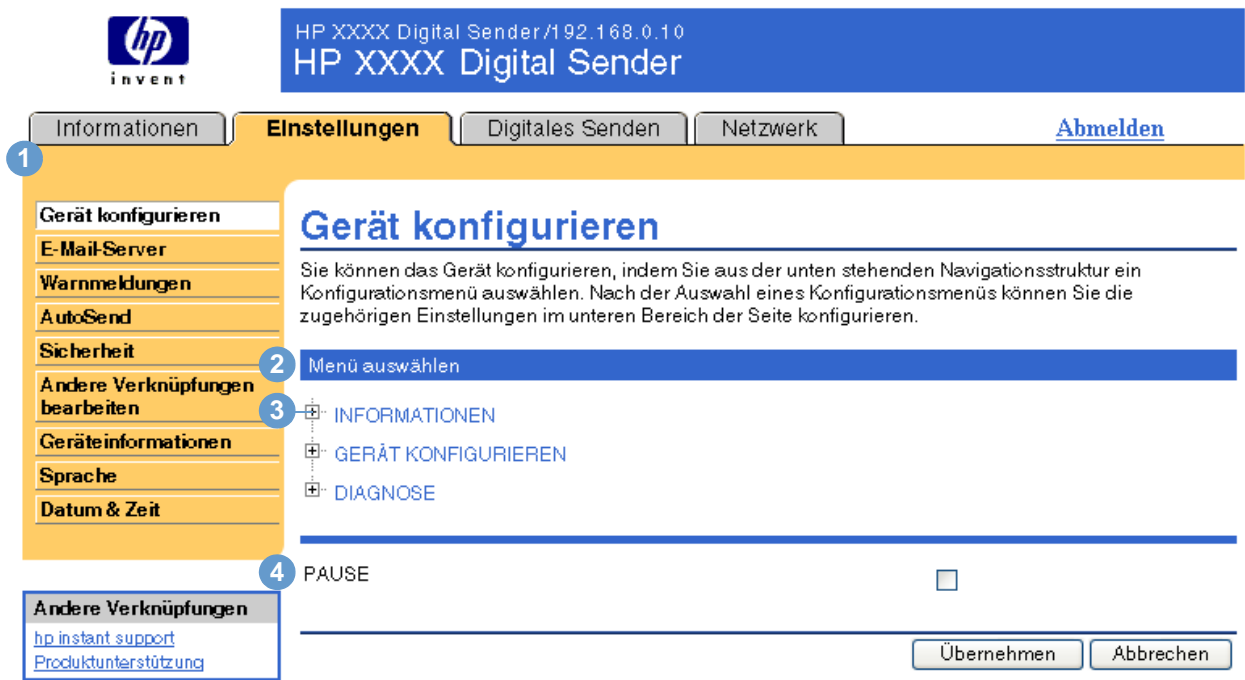 hp
invent
HP XXXX Digital Sender/192.168.0.10
HP XXXX Digital Sender
Informationen
Einstellungen
Digitales Senden
Netzwerk
Abmelden
1
Gerät konfigurieren
E-Mail-Server
Warnmeldungen
AutoSend
Sicherheit
Andere Verknüpfungen
bearbeiten
Geräteinformationen
Sprache
Datum & Zeit
Andere Verknüpfungen
hp instant support
Produktunterstützung
Gerät konfigurieren
Sie können das Gerät konfigurieren, indem Sie aus der unten stehenden Navigationsstruktur ein
Konfigurationsmenü auswählen. Nach der Auswahl eines Konfigurationsmenüs können Sie die
zugehörigen Einstellungen im unteren Bereich der Seite konfigurieren.
2
Menü auswählen
3
INFORMATIONEN
GERÄT KONFIGURIEREN
DIAGNOSE
4
PAUSE
Übernehmen
Abbrechen